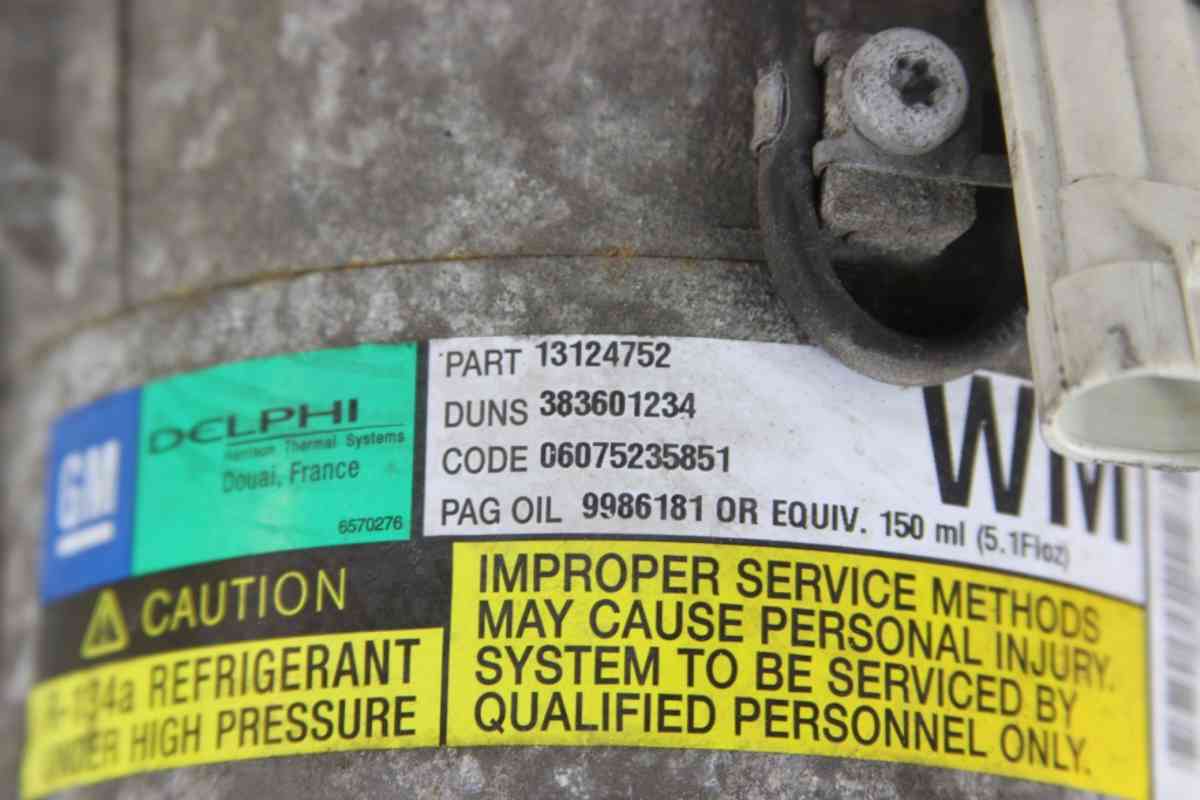 GM
DELPHI
Harrison Thermal Systems
Douai, France
6570276
PART 13124752
DUNS 383601234
CODE 06075235851
PAG OIL 9986181 OR EQUIV. 150 ml (5.1Floz)
WM
CAUTION
R-134a REFRIGERANT
UNDER HIGH PRESSURE
IMPROPER SERVICE METHODS
MAY CAUSE PERSONAL INJURY.
SYSTEM TO BE SERVICED BY
QUALIFIED PERSONNEL ONLY.